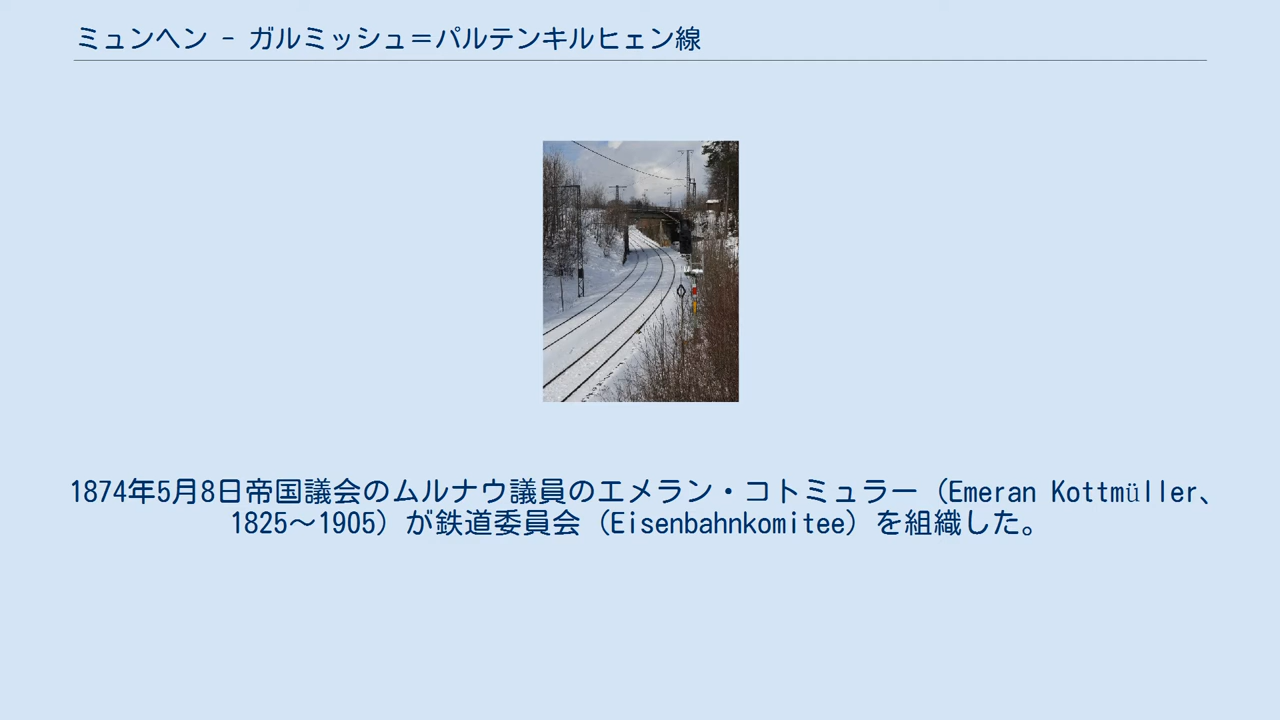 ミュンヘン － ガルミッシュ＝パルテンキルヒェン線
1874年5月8日帝国議会のムルナウ議員のエメラン・コトミュラー（Emeran Kottmüller、
1825～1905）が鉄道委員会（Eisenbahnkomitee）を組織した。